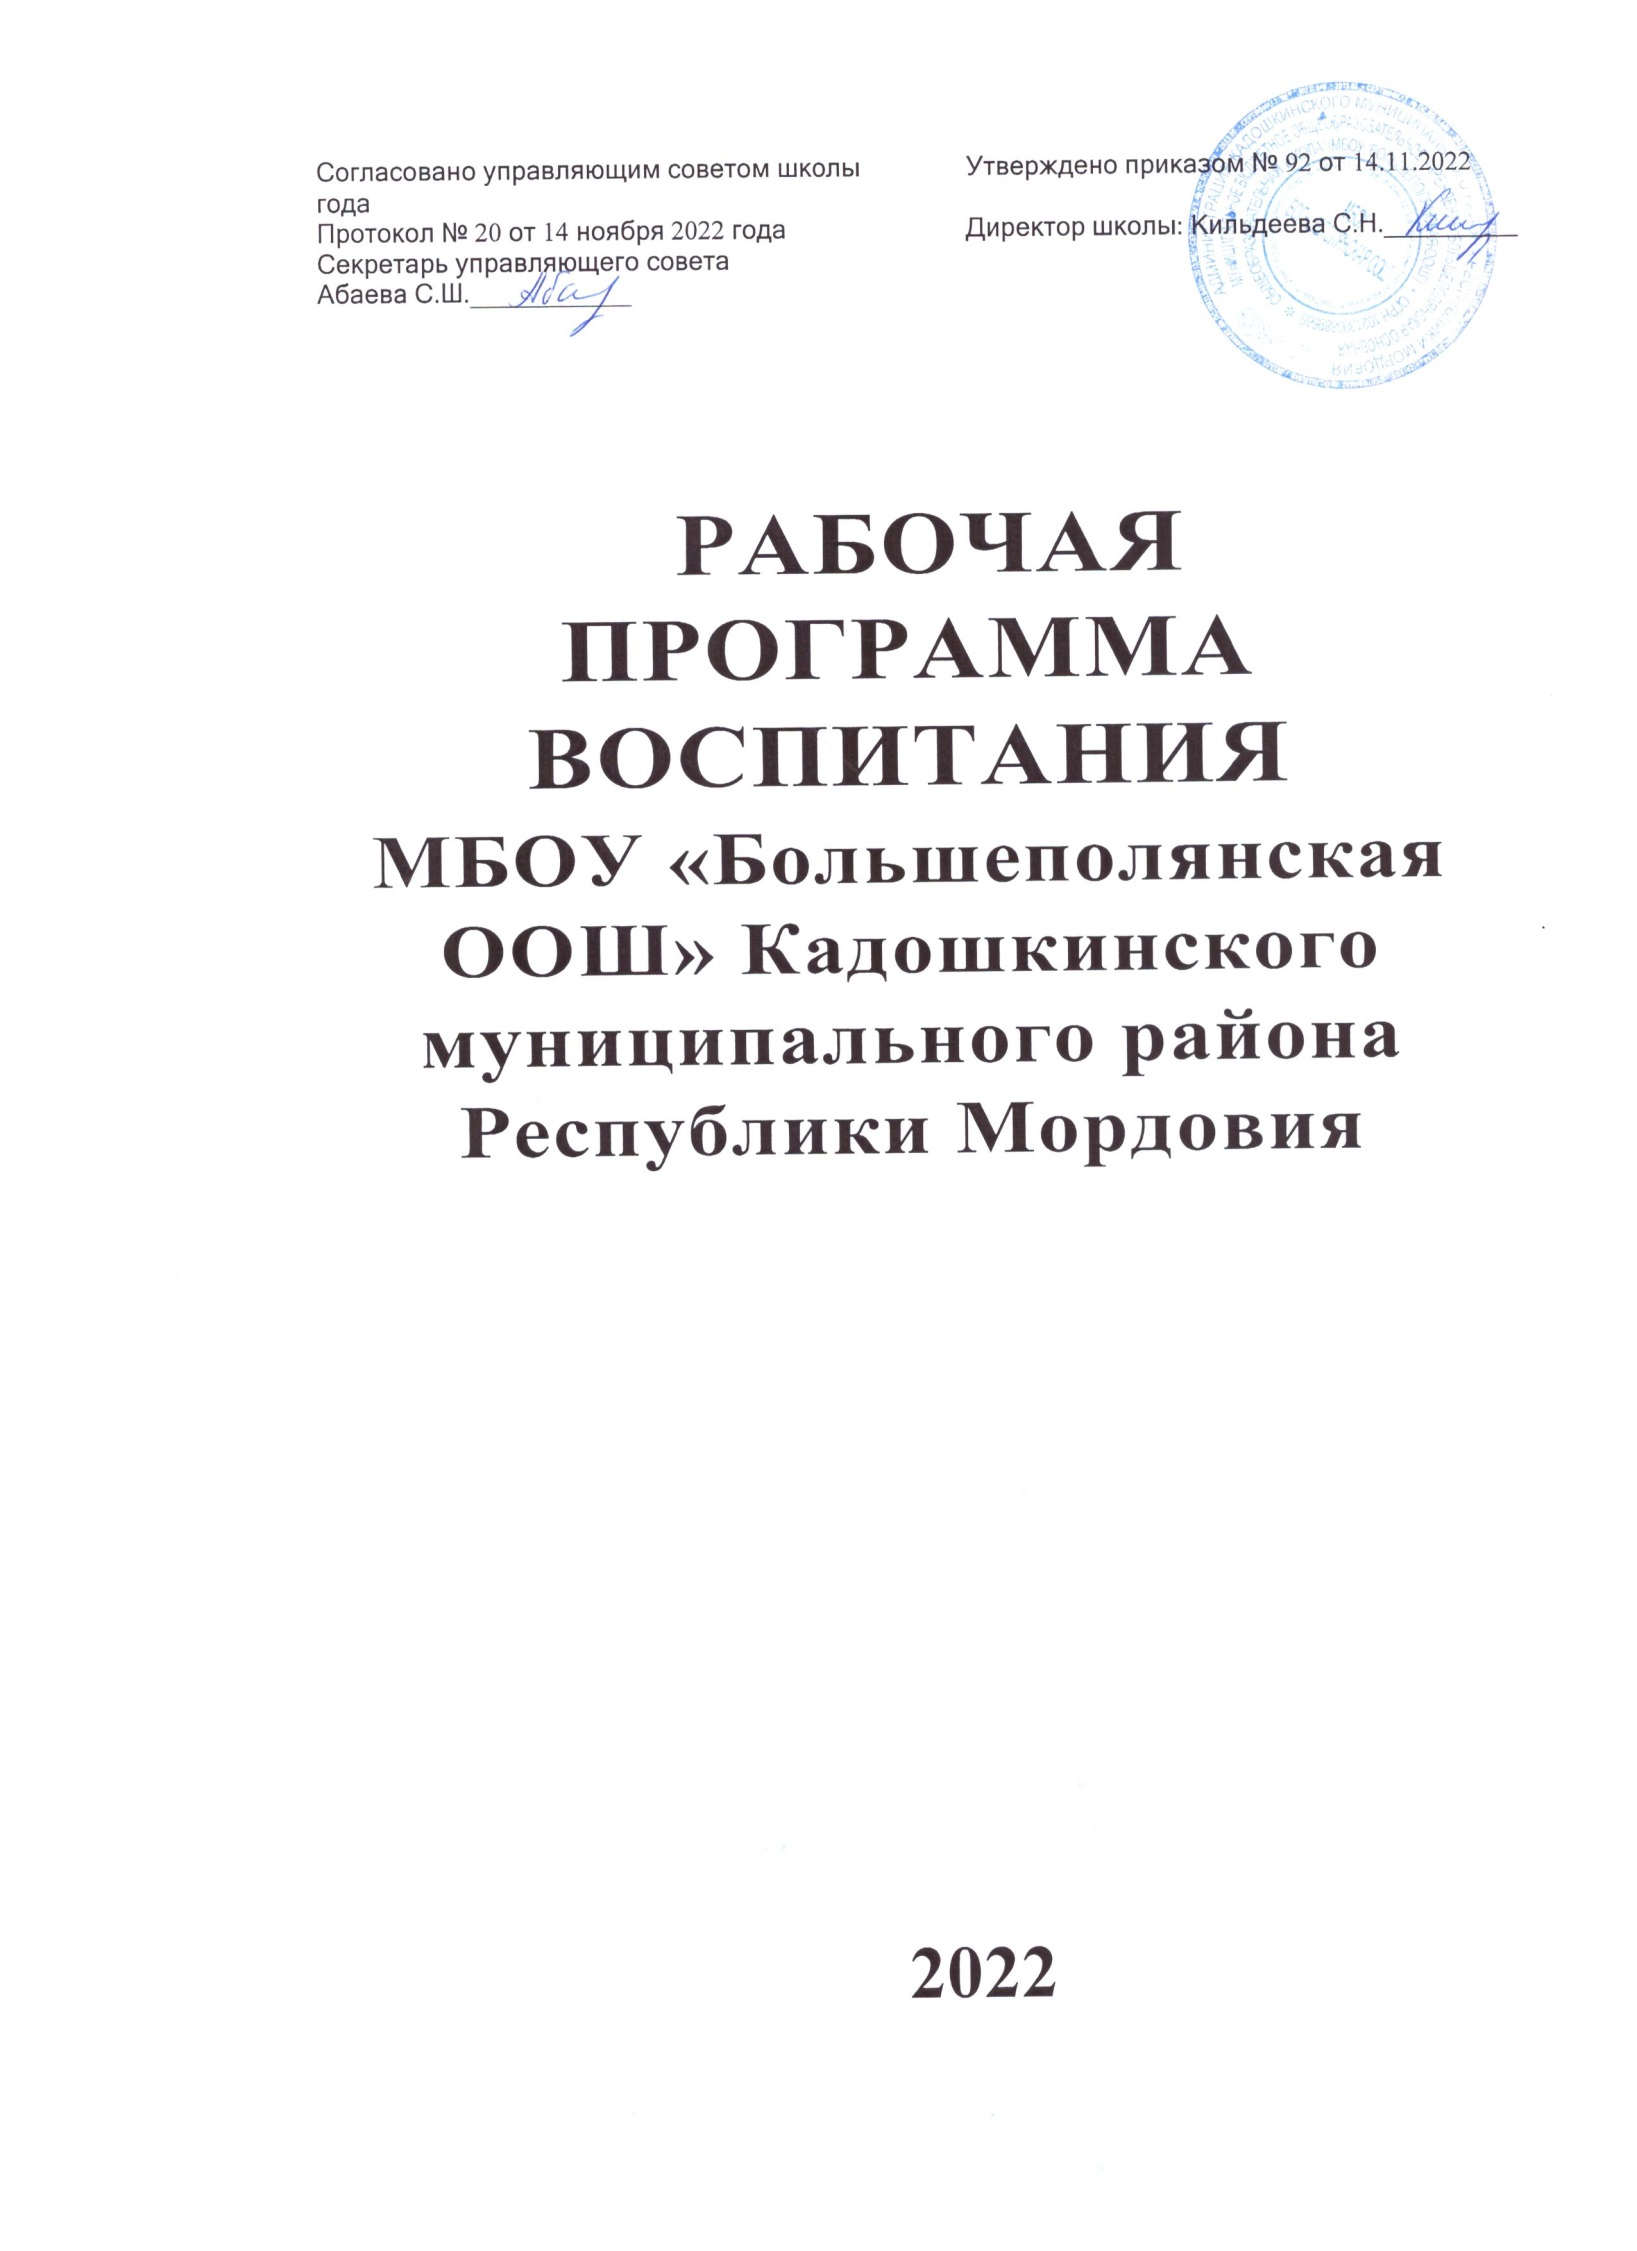 Согласовано управляющим советом школы
года
Протокол № 20 от 14 ноября 2022 года
Секретарь управляющего совета
Абаева С.Ш.
Утверждено приказом № 92 от 14.11.2022
Директор школы: Кильдеева С.Н.
РАБОЧАЯ
ПРОГРАММА
ВОСПИТАНИЯ
МБОУ «Большеполянская
ООШ» Кадошкинского
муниципального района
Республики Мордовия
2022